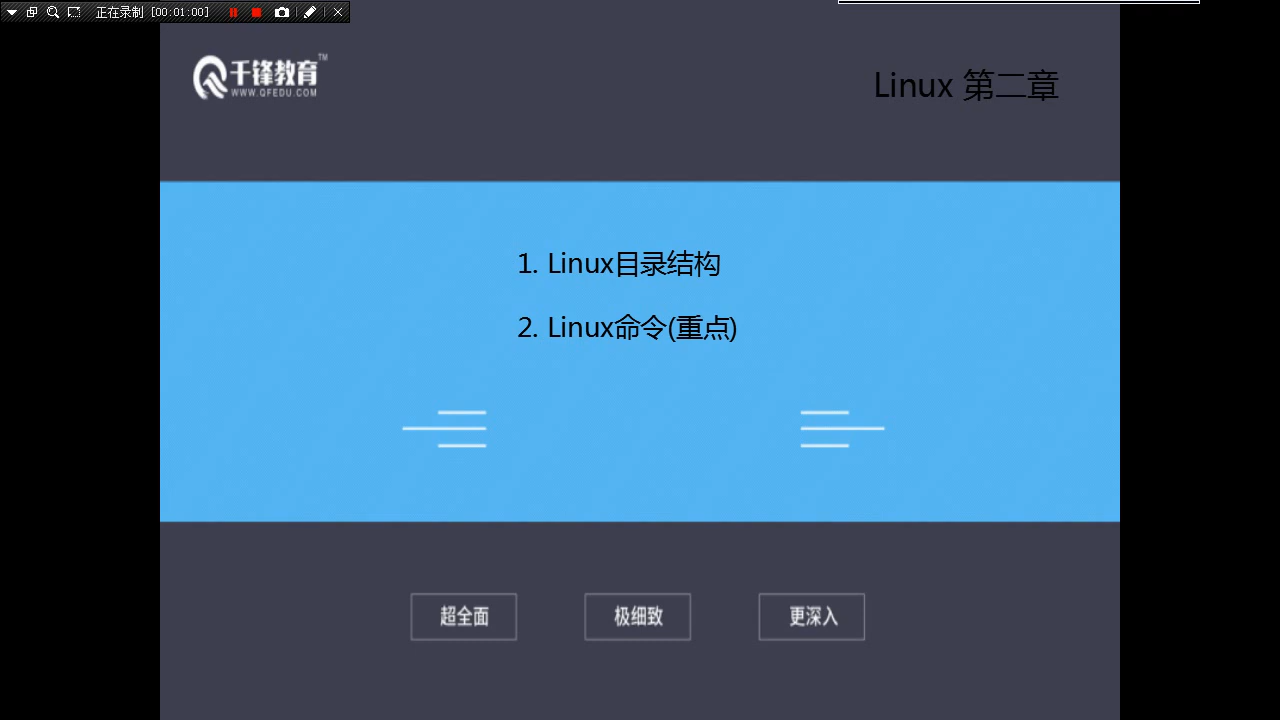 正在录制 [00:01:00]
千锋教育 TM
WWW.QFEDU.COM
Linux 第二章
1. Linux目录结构
2. Linux命令(重点)
超全面
极细致
更深入